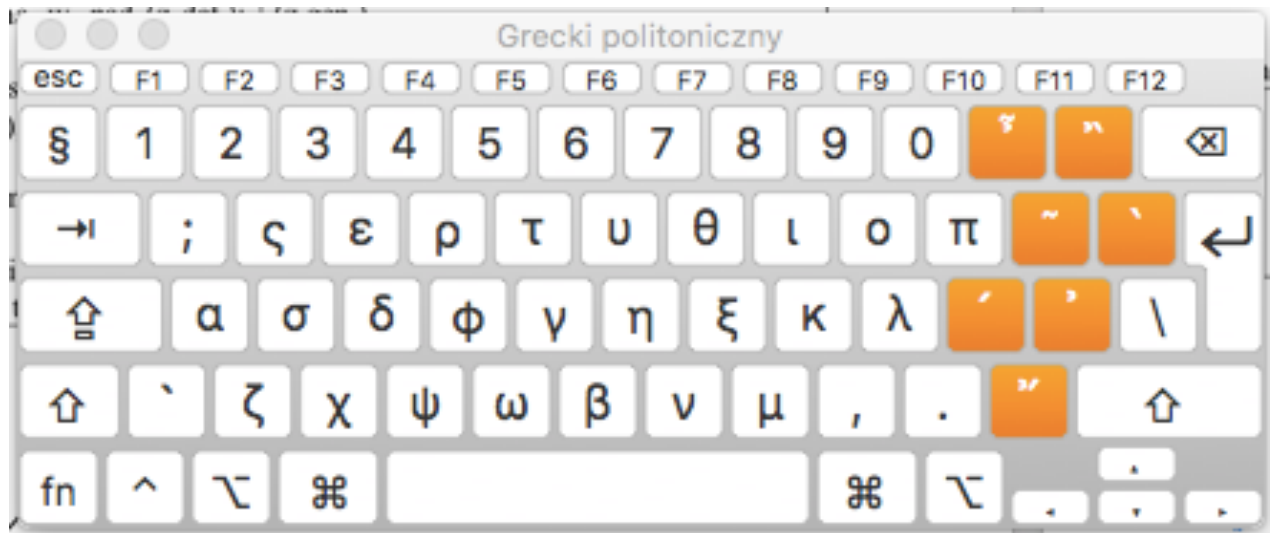 Grecki politoniczny
esc F1 F2 F3 F4 F5 F6 F7 F8 F9 F10 F11 F12
§ 1 2 3 4 5 6 7 8 9 0 ῏ ῍
; ς ε ρ τ υ θ ι ο π ~ `
α σ δ φ γ η ξ κ λ ´ ᾿ \
` ζ χ ψ ω β ν μ , . ῎
fn ^ ⌥ ⌘ ⌘ ⌥